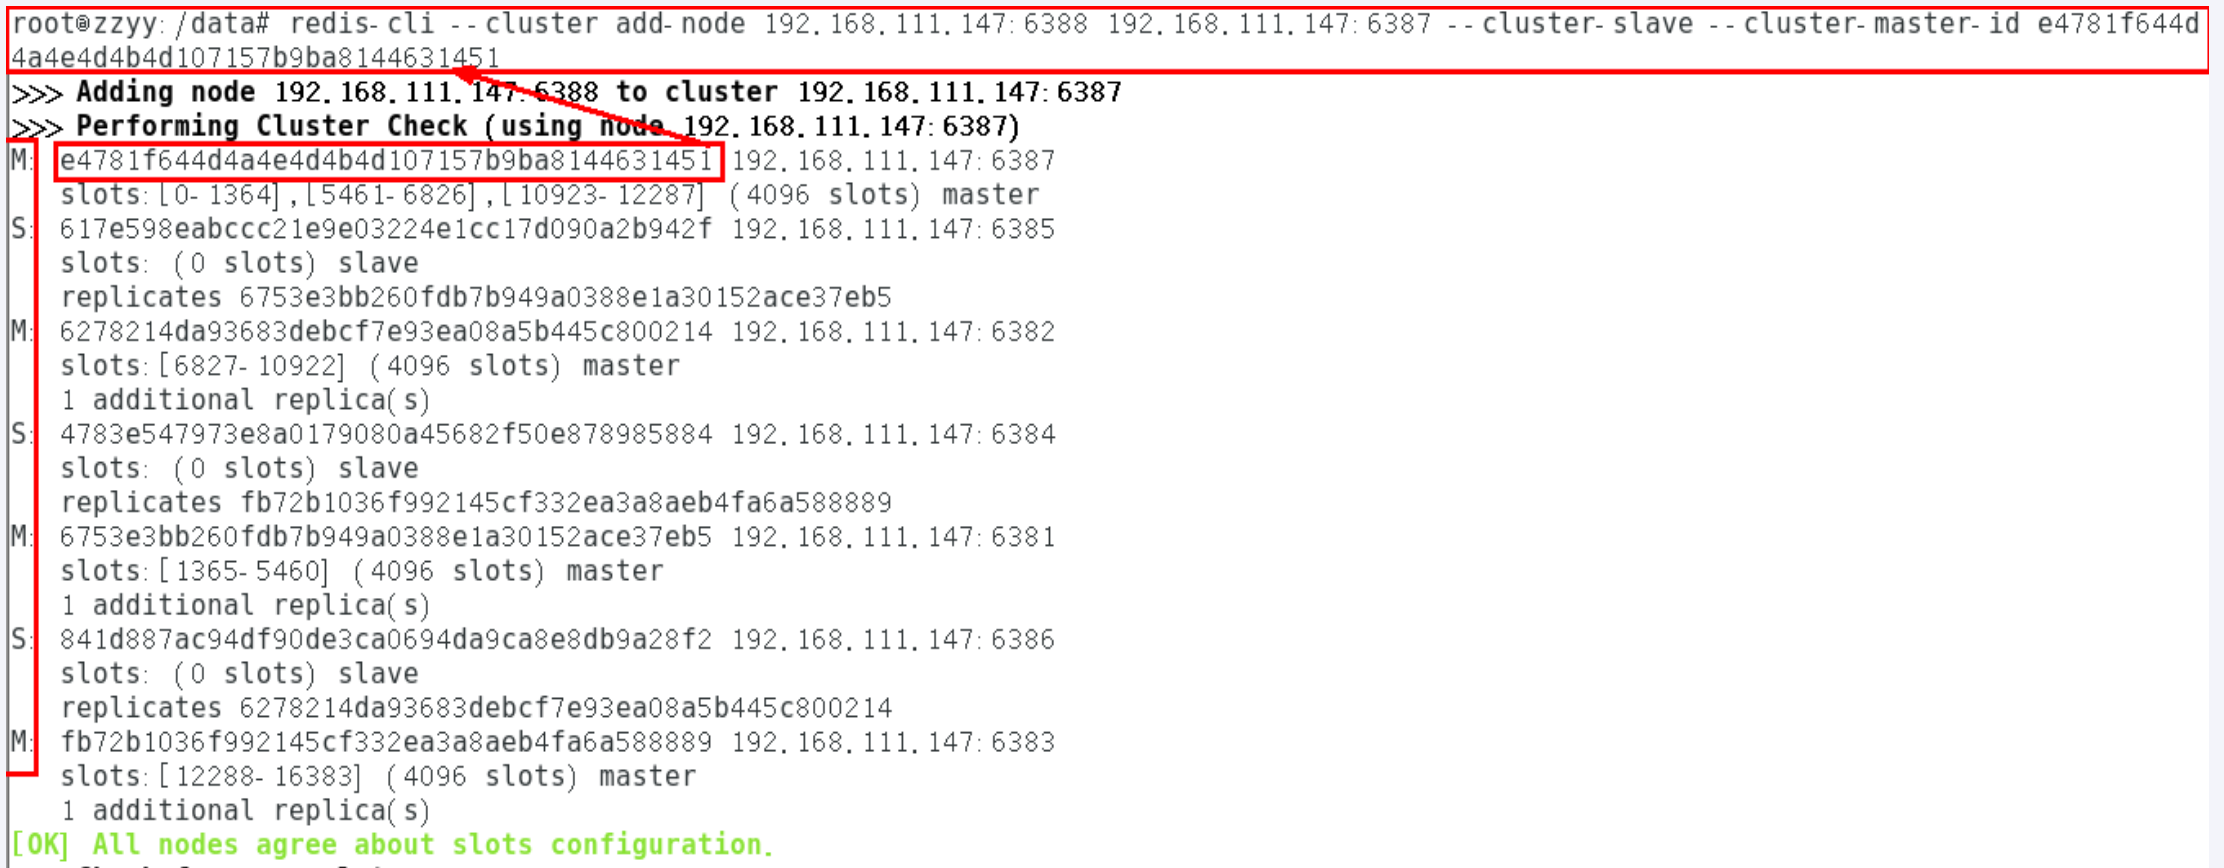 root@zzyy:/data# redis-cli --cluster add-node 192.168.111.147:6388 192.168.111.147:6387 --cluster-slave --cluster-master-id e4781f644d
4a4e4d4b4d107157b9ba8144631451
>>> Adding node 192.168.111.147:6388 to cluster 192.168.111.147:6387
>>> Performing Cluster Check (using node 192.168.111.147:6387)
M: e4781f644d4a4e4d4b4d107157b9ba8144631451 192.168.111.147:6387
slots:[0-1364],[5461-6826],[10923-12287] (4096 slots) master
S: 617e598eabccc21e9e03224e1cc17d090a2b942f 192.168.111.147:6385
slots: (0 slots) slave
replicates 6753e3bb260fdb7b949a0388e1a30152ace37eb5
M: 6278214da93683debcf7e93ea08a5b445c800214 192.168.111.147:6382
slots:[6827-10922] (4096 slots) master
1 additional replica(s)
S: 4783e547973e8a0179080a45682f50e878985884 192.168.111.147:6384
slots: (0 slots) slave
replicates fb72b1036f992145cf332ea3a8aeb4fa6a588889
M: 6753e3bb260fdb7b949a0388e1a30152ace37eb5 192.168.111.147:6381
slots:[1365-5460] (4096 slots) master
1 additional replica(s)
S: 841d887ac94df90de3ca0694da9ca8e8db9a28f2 192.168.111.147:6386
slots: (0 slots) slave
replicates 6278214da93683debcf7e93ea08a5b445c800214
M: fb72b1036f992145cf332ea3a8aeb4fa6a588889 192.168.111.147:6383
slots:[12288-16383] (4096 slots) master
1 additional replica(s)
[OK] All nodes agree about slots configuration.